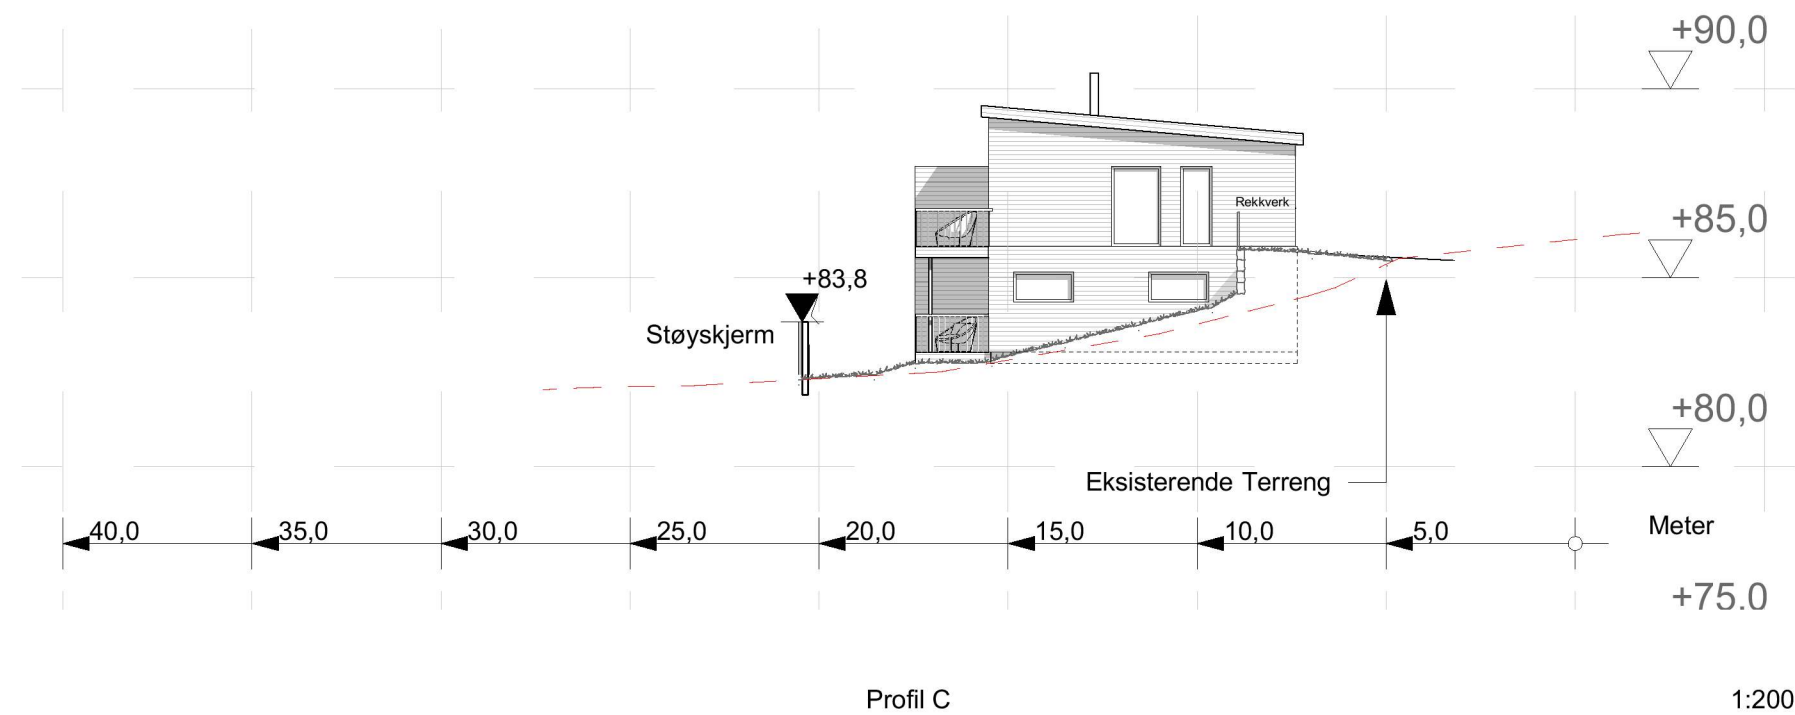 +90,0
Rekkverk
+85,0
+83,8
Støyskjerm
+80,0
Eksisterende Terreng
40,0 35,0 30,0 25,0 20,0 15,0 10,0 5,0 Meter
+75,0
Profil C 1:200